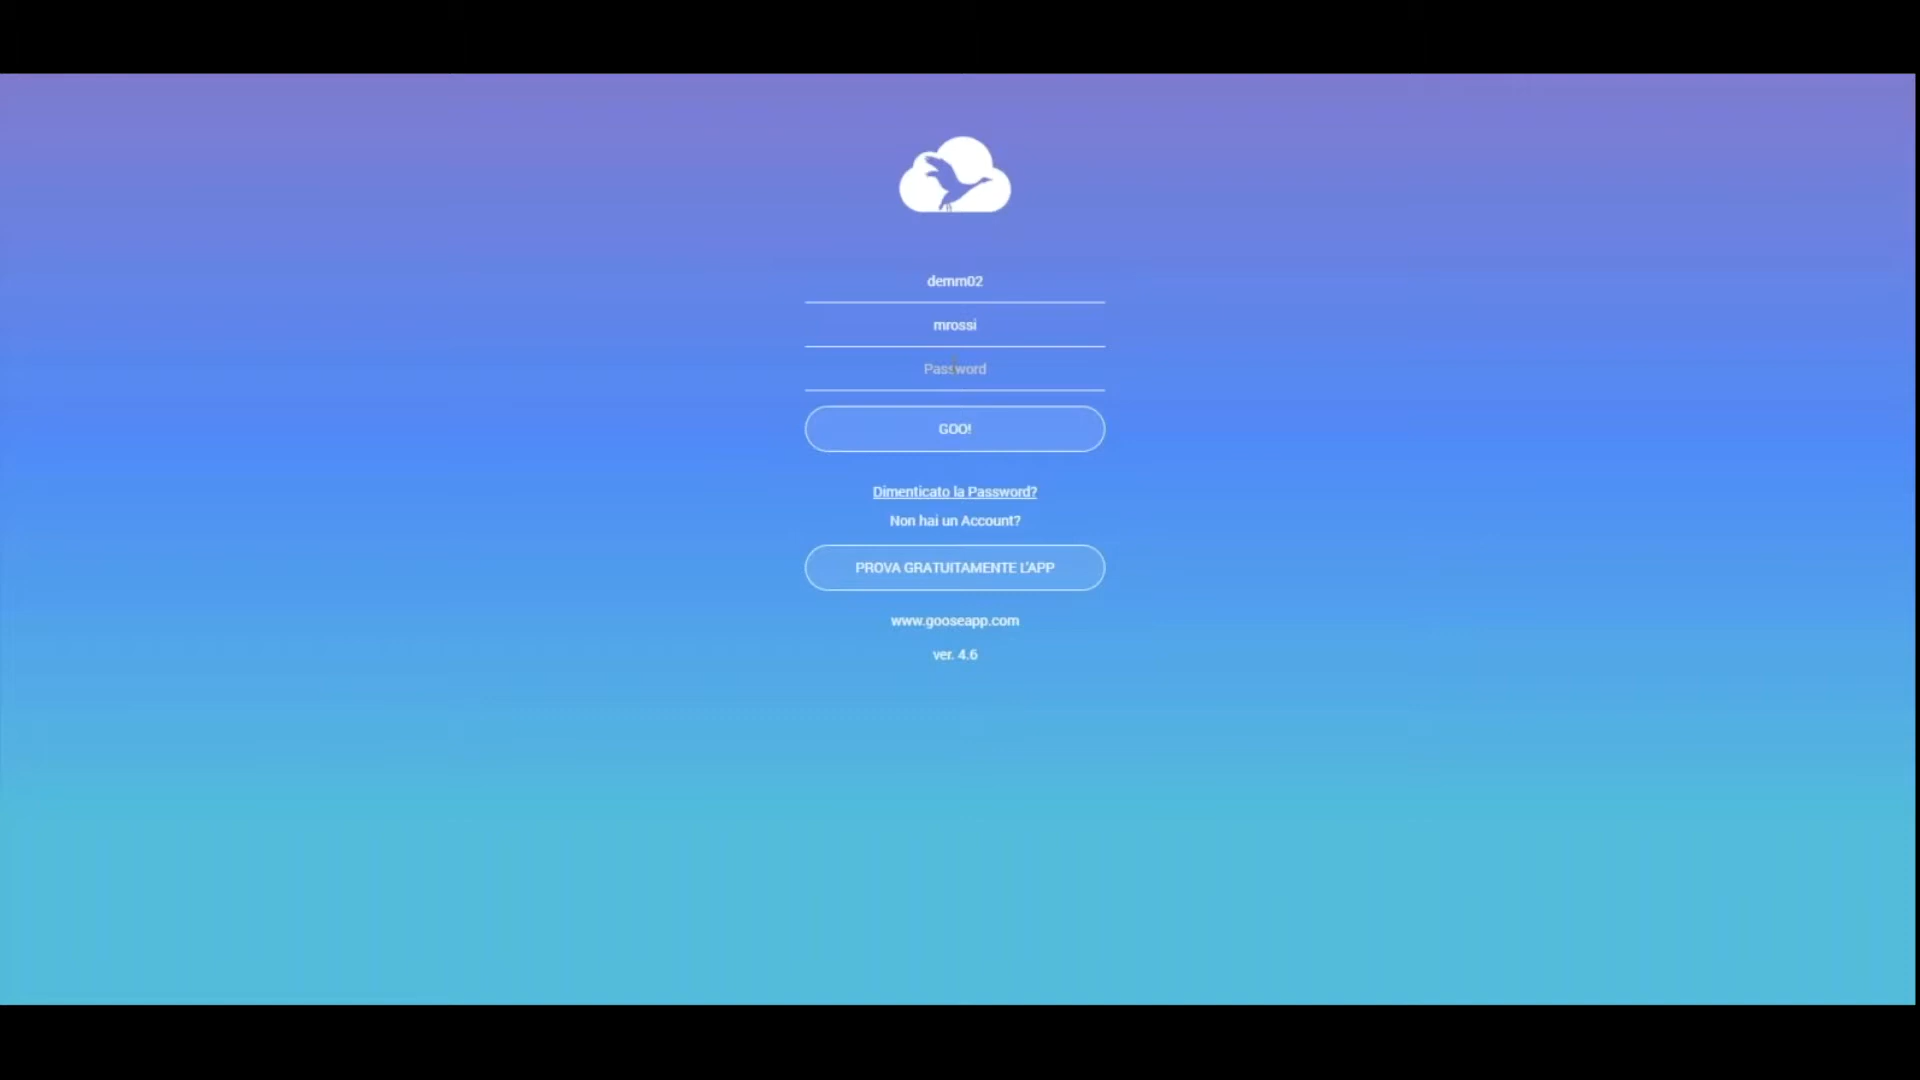 demm02
mrossi
Password
GOO!
Dimenticato la Password?
Non hai un Account?
PROVA GRATUITAMENTE L'APP
www.gooseapp.com
ver. 4.6